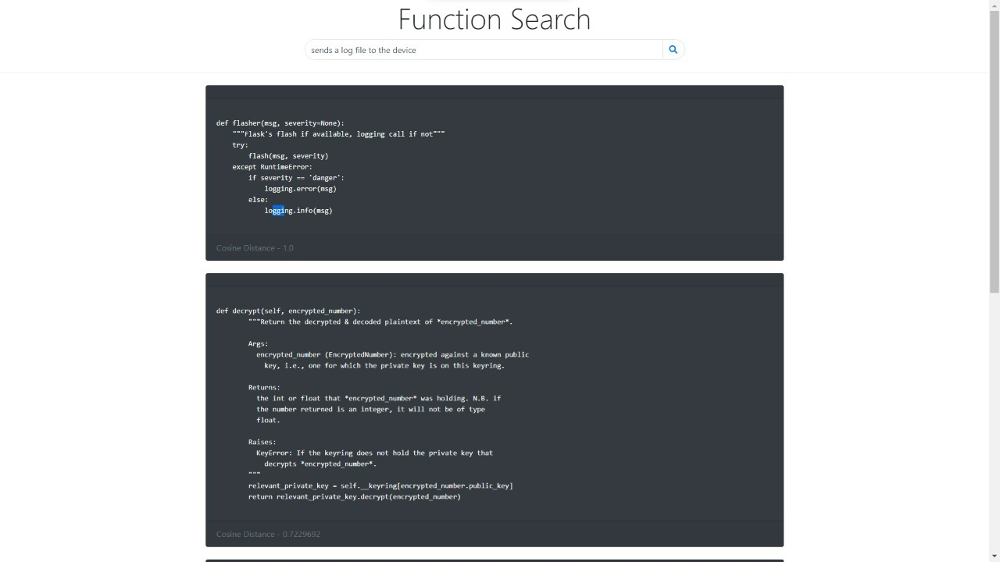 Function Search
sends a log file to the device
def flasher(msg, severity=None):
"""Flask's flash if available, logging call if not"""
try:
flash(msg, severity)
except RuntimeError:
if severity == 'danger':
logging.error(msg)
else:
logging.info(msg)
Cosine Distance - 1.0
def decrypt(self, encrypted_number):
"""Return the decrypted & decoded plaintext of *encrypted_number*.
Args:
encrypted_number (EncryptedNumber): encrypted against a known public
key, i.e., one for which the private key is on this keyring.
Returns:
the int or float that *encrypted_number* was holding. N.B. if
the number returned is an integer, it will not be of type
float.
Raises:
KeyError: If the keyring does not hold the private key that
decrypts *encrypted_number*.
"""
relevant_private_key = self.__keyring[encrypted_number.public_key]
return relevant_private_key.decrypt(encrypted_number)
Cosine Distance - 0.7229692